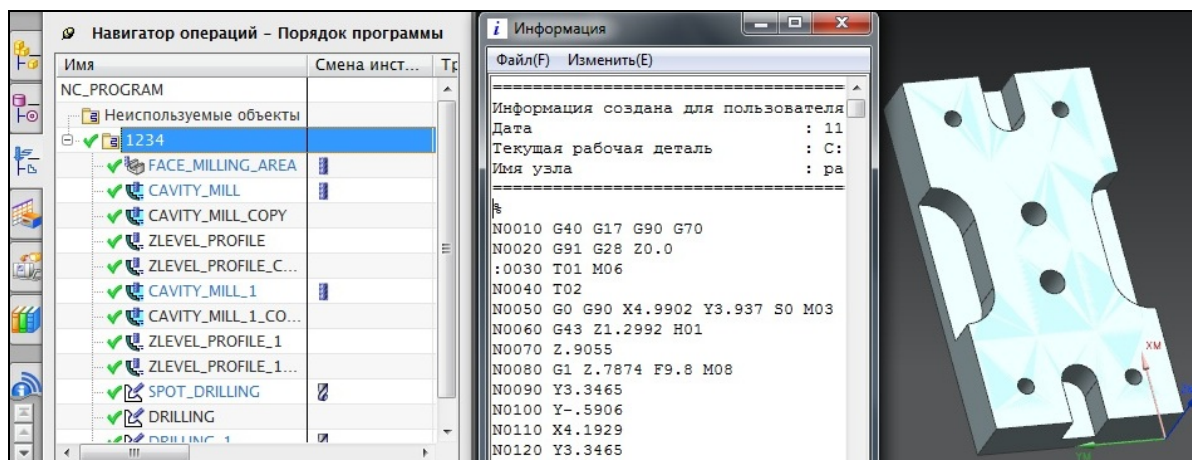 Навигатор операций – Порядок программы
Имя
Смена инст...
NC_PROGRAM
Неиспользуемые объекты
1234
FACE_MILLING_AREA
CAVITY_MILL
CAVITY_MILL_COPY
ZLEVEL_PROFILE
ZLEVEL_PROFILE_C...
CAVITY_MILL_1
CAVITY_MILL_1_CO...
ZLEVEL_PROFILE_1
ZLEVEL_PROFILE_1...
SPOT_DRILLING
DRILLING
DRILLING_1
Информация
Файл(F) Изменить(E)
Информация создана для пользователя
Дата : 11
Текущая рабочая деталь : C:
Имя узла : pa
%
N0010 G40 G17 G90 G70
N0020 G91 G28 Z0.0
:0030 T01 M06
N0040 T02
N0050 G0 G90 X4.9902 Y3.937 S0 M03
N0060 G43 Z1.2992 H01
N0070 Z.9055
N0080 G1 Z.7874 F9.8 M08
N0090 Y3.3465
N0100 Y-.5906
N0110 X4.1929
N0120 Y3.3465
XM
YM